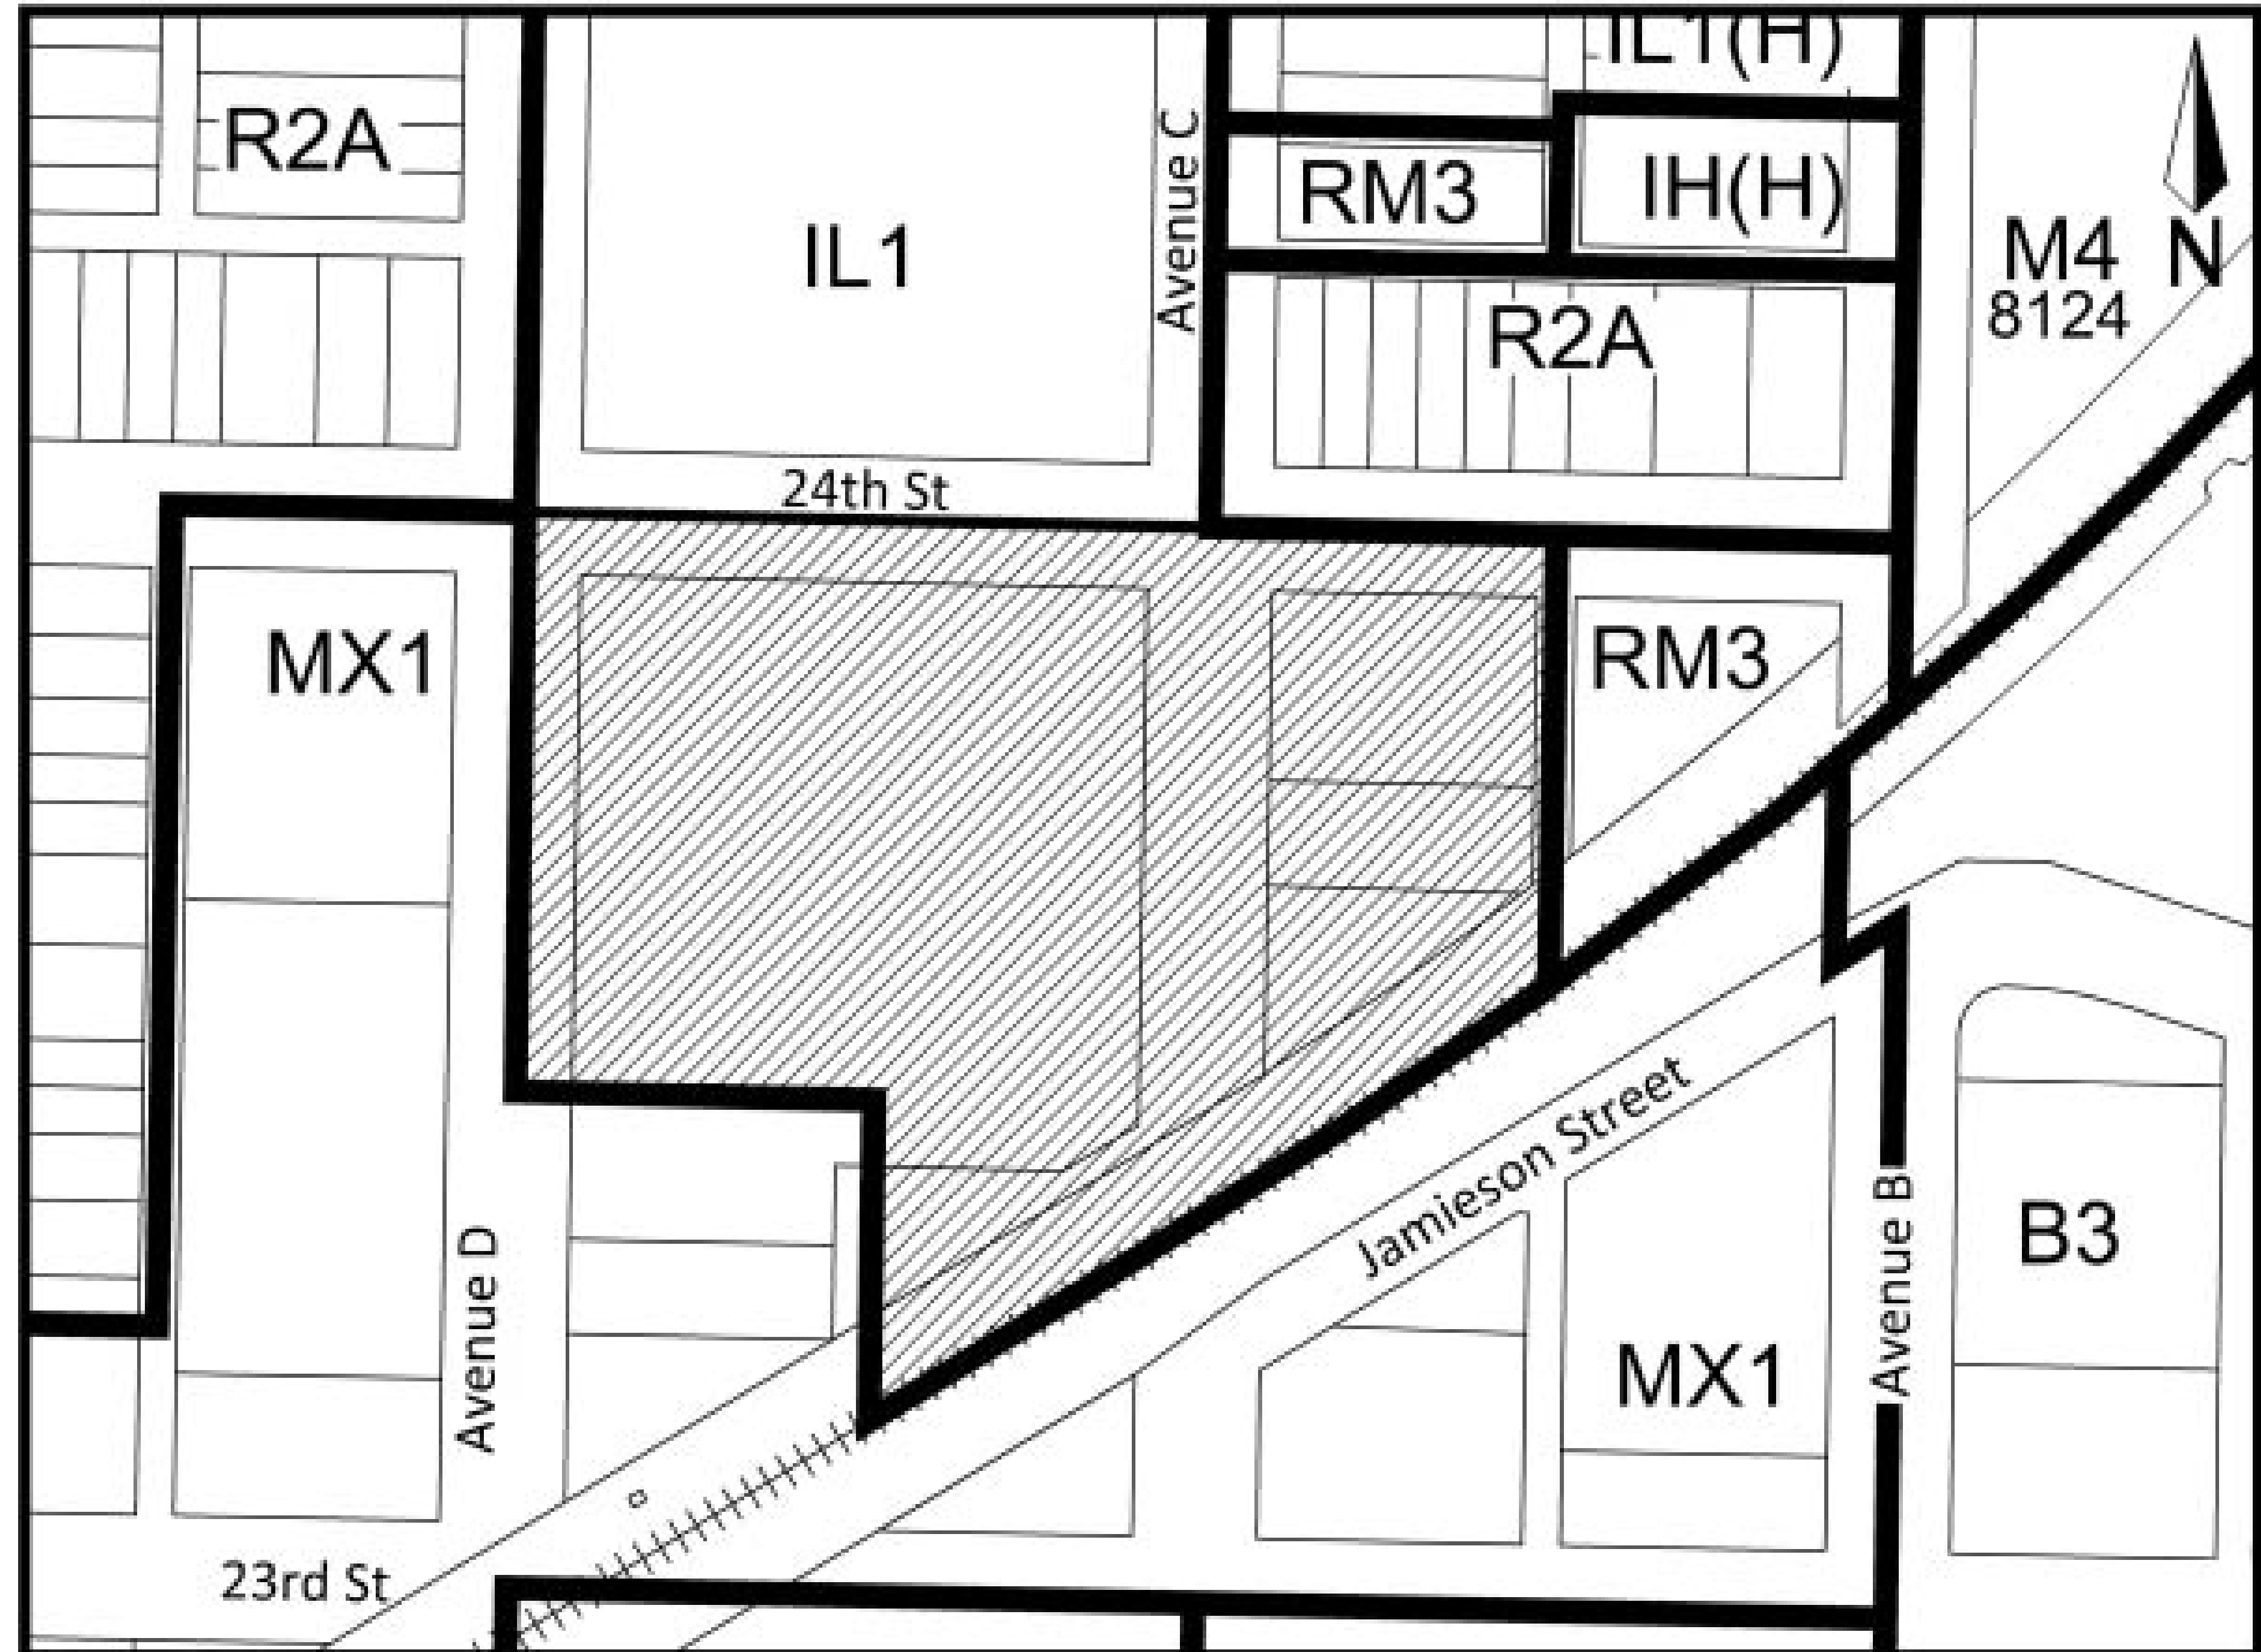 IL1(H)
R2A
Avenue C
RM3
IH(H)
IL1
M4
8124
N
R2A
24th St
MX1
RM3
Jamieson Street
Avenue D
Avenue B
B3
MX1
23rd St